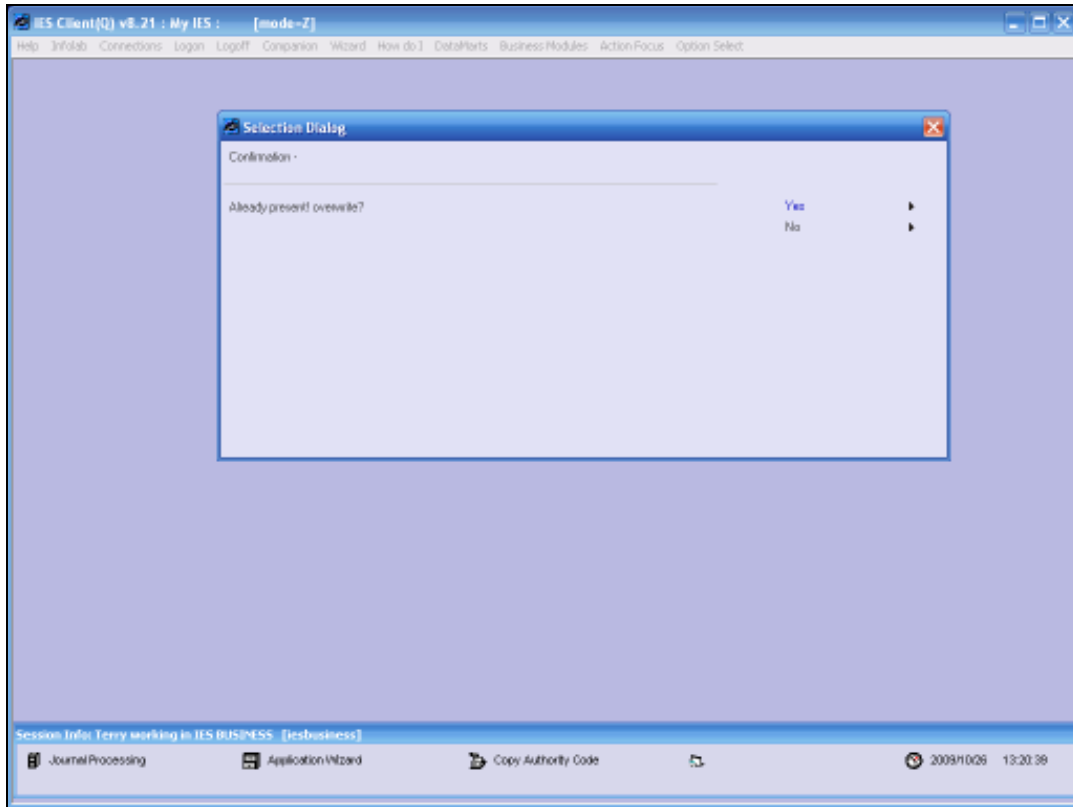 IES Client(Q) v8.21 : My IES : [mode=Z]
Help Infolab Connections Logon Logoff Companion Wizard How do I DataMarts Business Modules Action Focus Option Select
Selection Dialog
Confirmation -
Already present! overwrite? Yes
No
Session Info: Terry working in IES BUSINESS [iesbusiness]
Journal Processing Application Wizard Copy Authority Code 2009/10/26 13:20:39